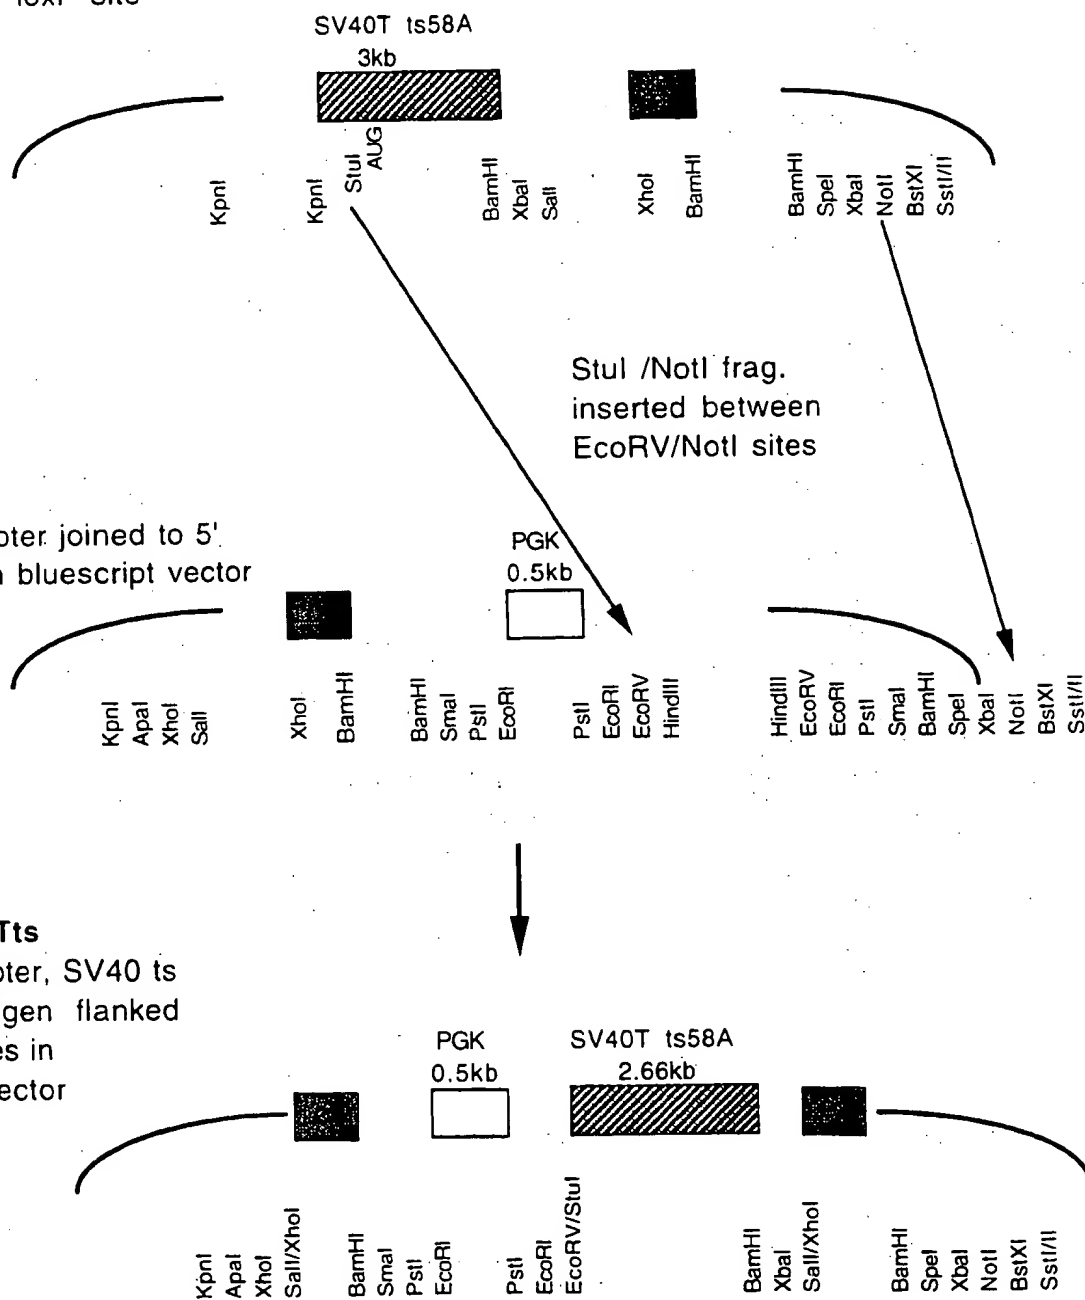 site
SV40T ts58A
3kb
KpnI
KpnI
StuI
AUG
BamHI
XbaI
SalI
XhoI
BamHI
BamHI
SpeI
XbaI
NotI
BstXI
SstI/II
StuI /NotI frag.
inserted between
EcoRV/NotI sites
oter joined to 5'
bluescript vector
PGK
0.5kb
KpnI
ApaI
XhoI
SalI
XhoI
BamHI
BamHI
SmaI
PstI
EcoRI
PstI
EcoRI
EcoRV
HindIII
HindIII
EcoRV
EcoRI
PstI
SmaI
BamHI
SpeI
XbaI
NotI
BstXI
SstI/II
Tts
oter, SV40 ts
gen flanked
es in
ector
PGK
0.5kb
SV40T ts58A
2.66kb
KpnI
ApaI
XhoI
SalI/XhoI
BamHI
SmaI
PstI
EcoRI
PstI
EcoRI
EcoRV/StuI
BamHI
XbaI
SalI/XhoI
BamHI
SpeI
XbaI
NotI
BstXI
SstI/II